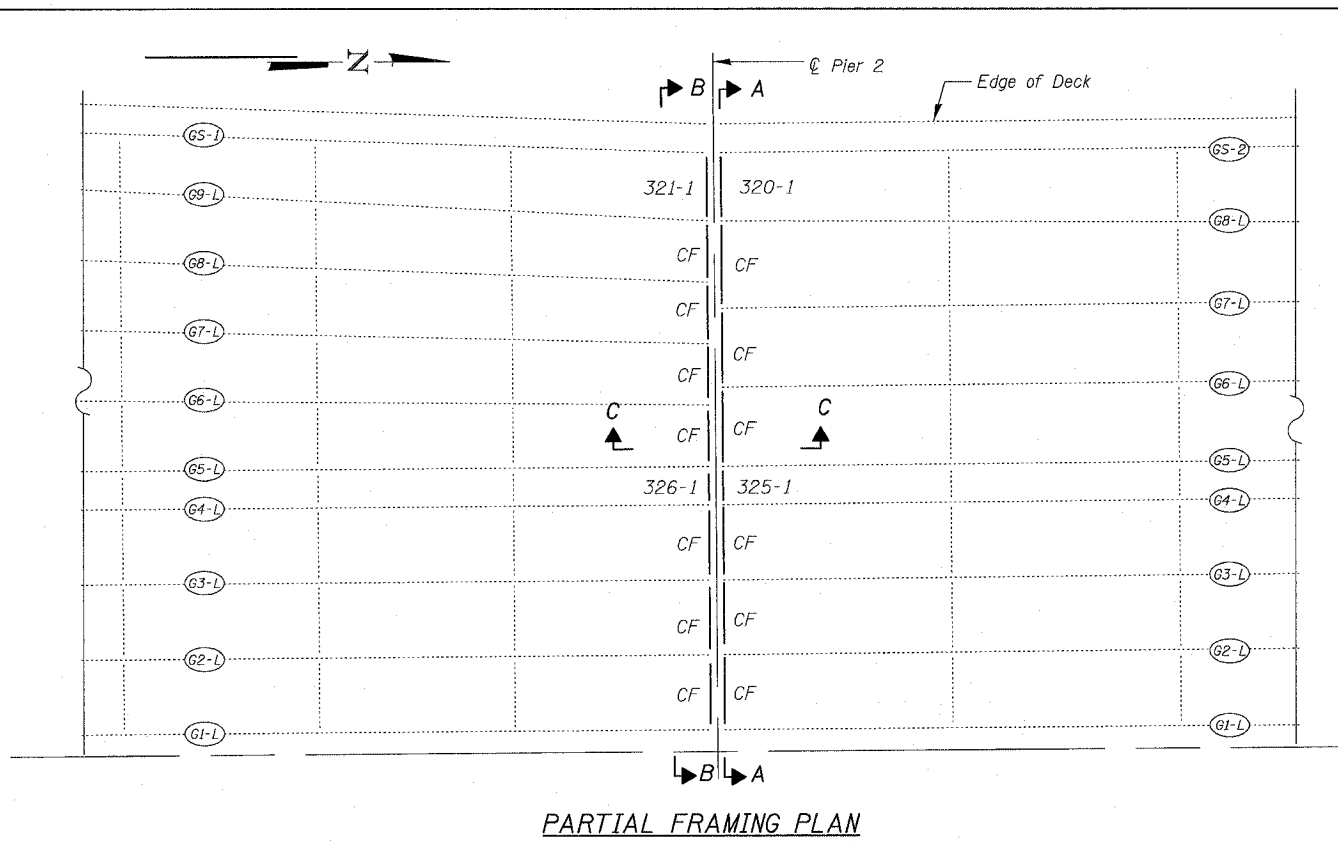 N
℄ Pier 2
B
A
Edge of Deck
GS-1
GS-2
321-1
320-1
G9-L
G8-L
CF
G8-L
CF
CF
G7-L
G7-L
CF
CF
G6-L
G6-L
C
C
CF
CF
G5-L
G5-L
326-1
325-1
G4-L
G4-L
CF
CF
G3-L
G3-L
CF
CF
G2-L
G2-L
CF
CF
G1-L
G1-L
B
A
PARTIAL FRAMING PLAN